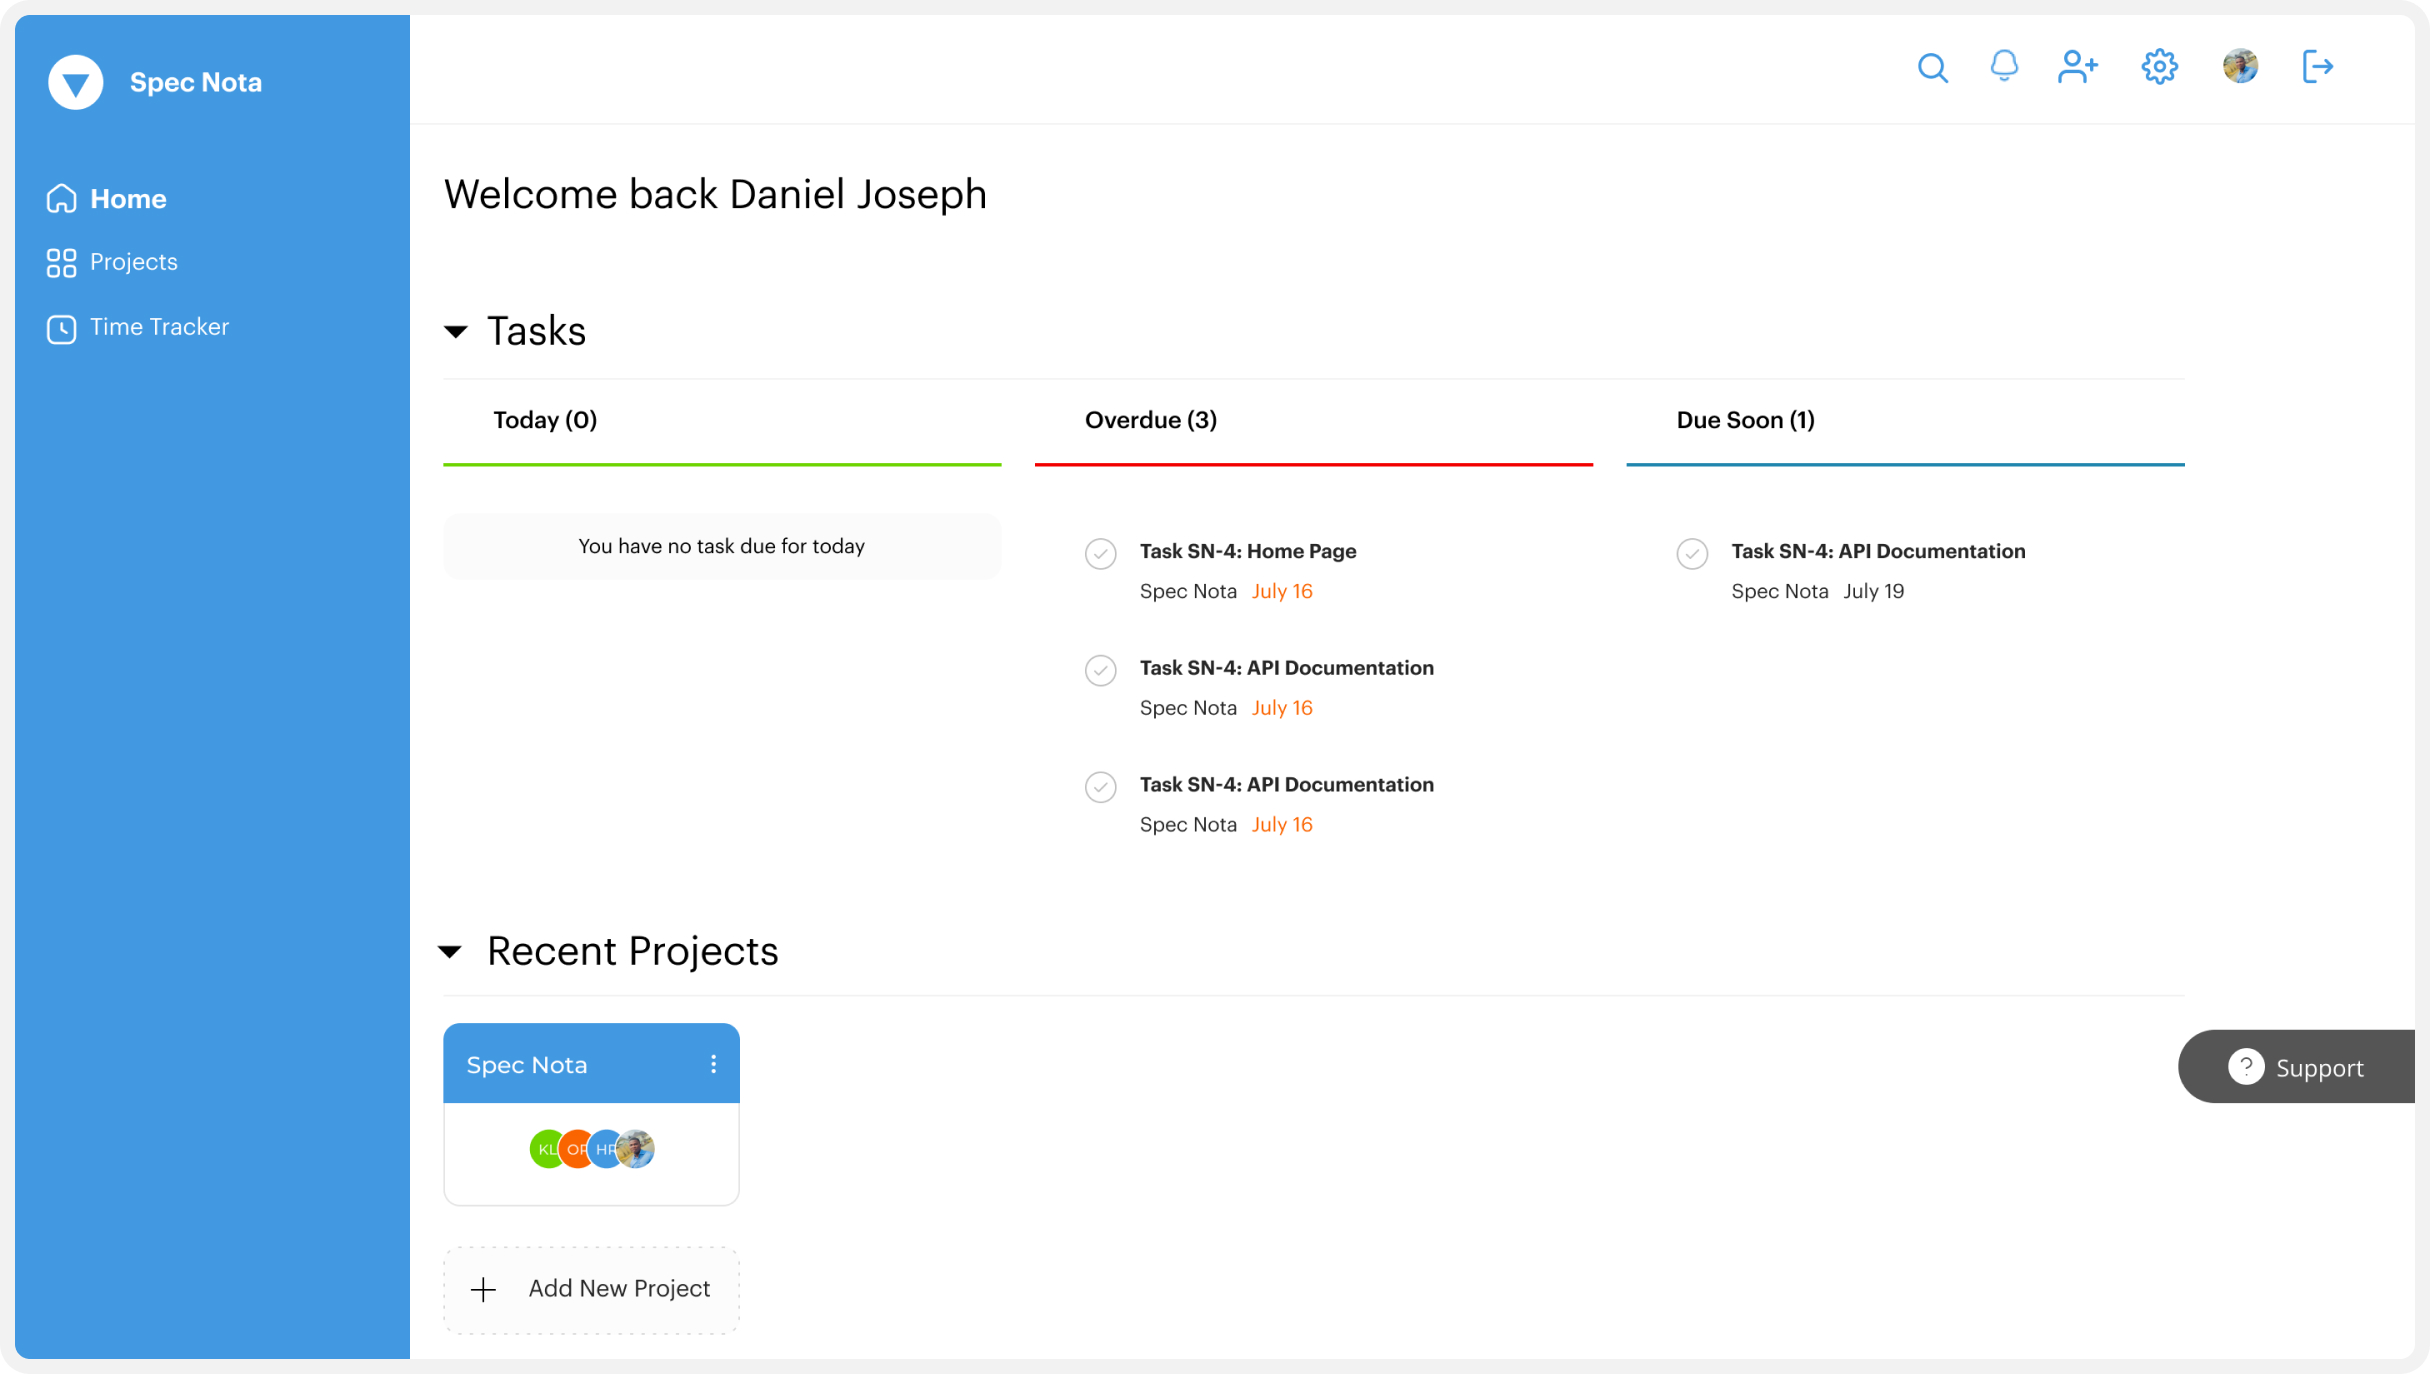 Spec Nota
Home
Projects
Time Tracker
Welcome back Daniel Joseph
Tasks
Today (0)
You have no task due for today
Overdue (3)
Task SN-4: Home Page
Spec Nota July 16
Task SN-4: API Documentation
Spec Nota July 16
Task SN-4: API Documentation
Spec Nota July 16
Due Soon (1)
Task SN-4: API Documentation
Spec Nota July 19
Recent Projects
Spec Nota
KL
Add New Project
? Support